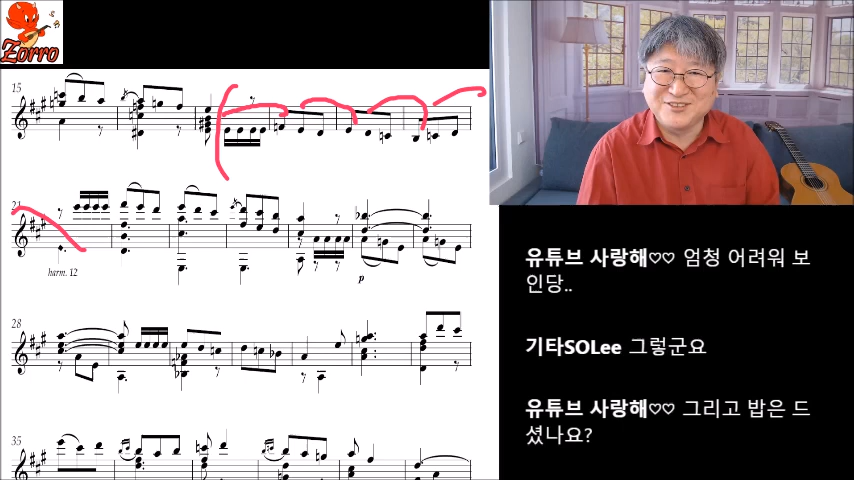 Zorro
15
21
harm. 12
p
28
35
유튜브 사랑해♡♡ 엄청 어려워 보
인당..
기타SOLee 그렇군요
유튜브 사랑해♡♡ 그리고 밥은 드
셨나요?